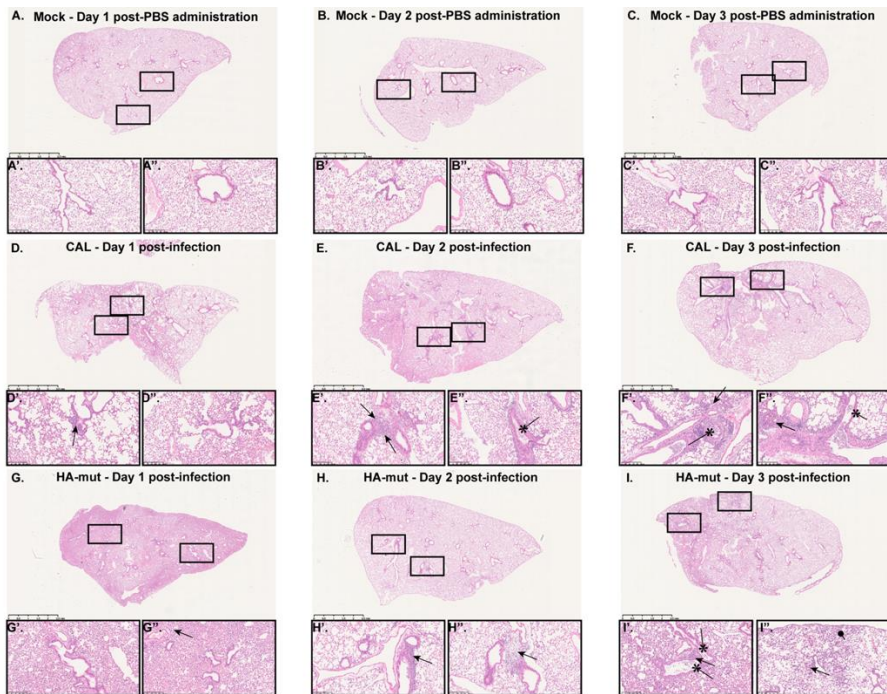 A. Mock - Day 1 post-PBS administration
B. Mock - Day 2 post-PBS administration
C. Mock - Day 3 post-PBS administration
A'. A".
B'. B".
C'. C".
D. CAL - Day 1 post-infection
E. CAL - Day 2 post-infection
F. CAL - Day 3 post-infection
D'. D".
E'. E".
F'. F".
G. HA-mut - Day 1 post-infection
H. HA-mut - Day 2 post-infection
I. HA-mut - Day 3 post-infection
G'. G".
H'. H".
I'. I".